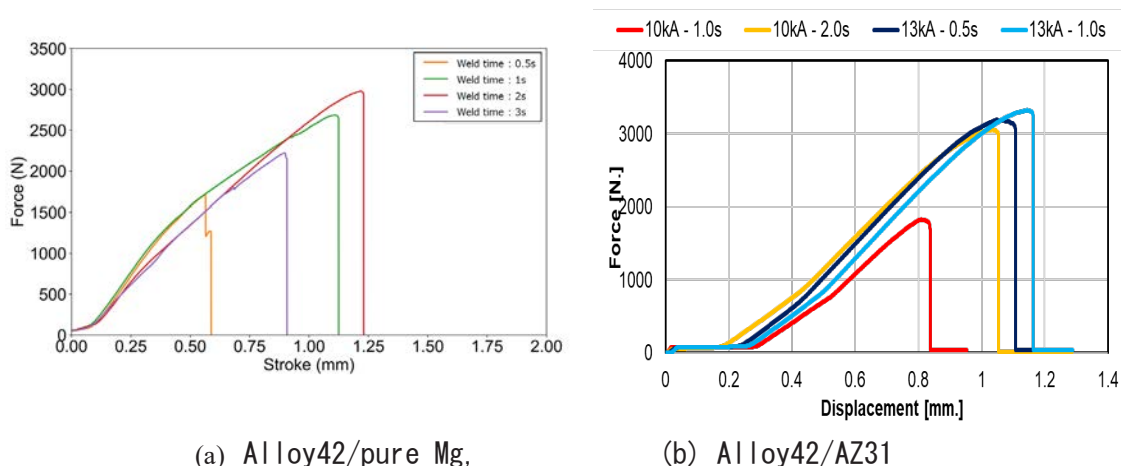 3500
3000
2500
2000
1500
1000
500
0
Force (N)
0.00 0.25 0.50 0.75 1.00 1.25 1.50 1.75 2.00
Stroke (mm)
Weld time : 0.5s
Weld time : 1s
Weld time : 2s
Weld time : 3s
(a) Alloy42/pure Mg,
10kA - 1.0s 10kA - 2.0s 13kA - 0.5s 13kA - 1.0s
4000
3000
2000
1000
0
Force [N.]
0 0.2 0.4 0.6 0.8 1 1.2 1.4
Displacement [mm.]
(b) Alloy42/AZ31